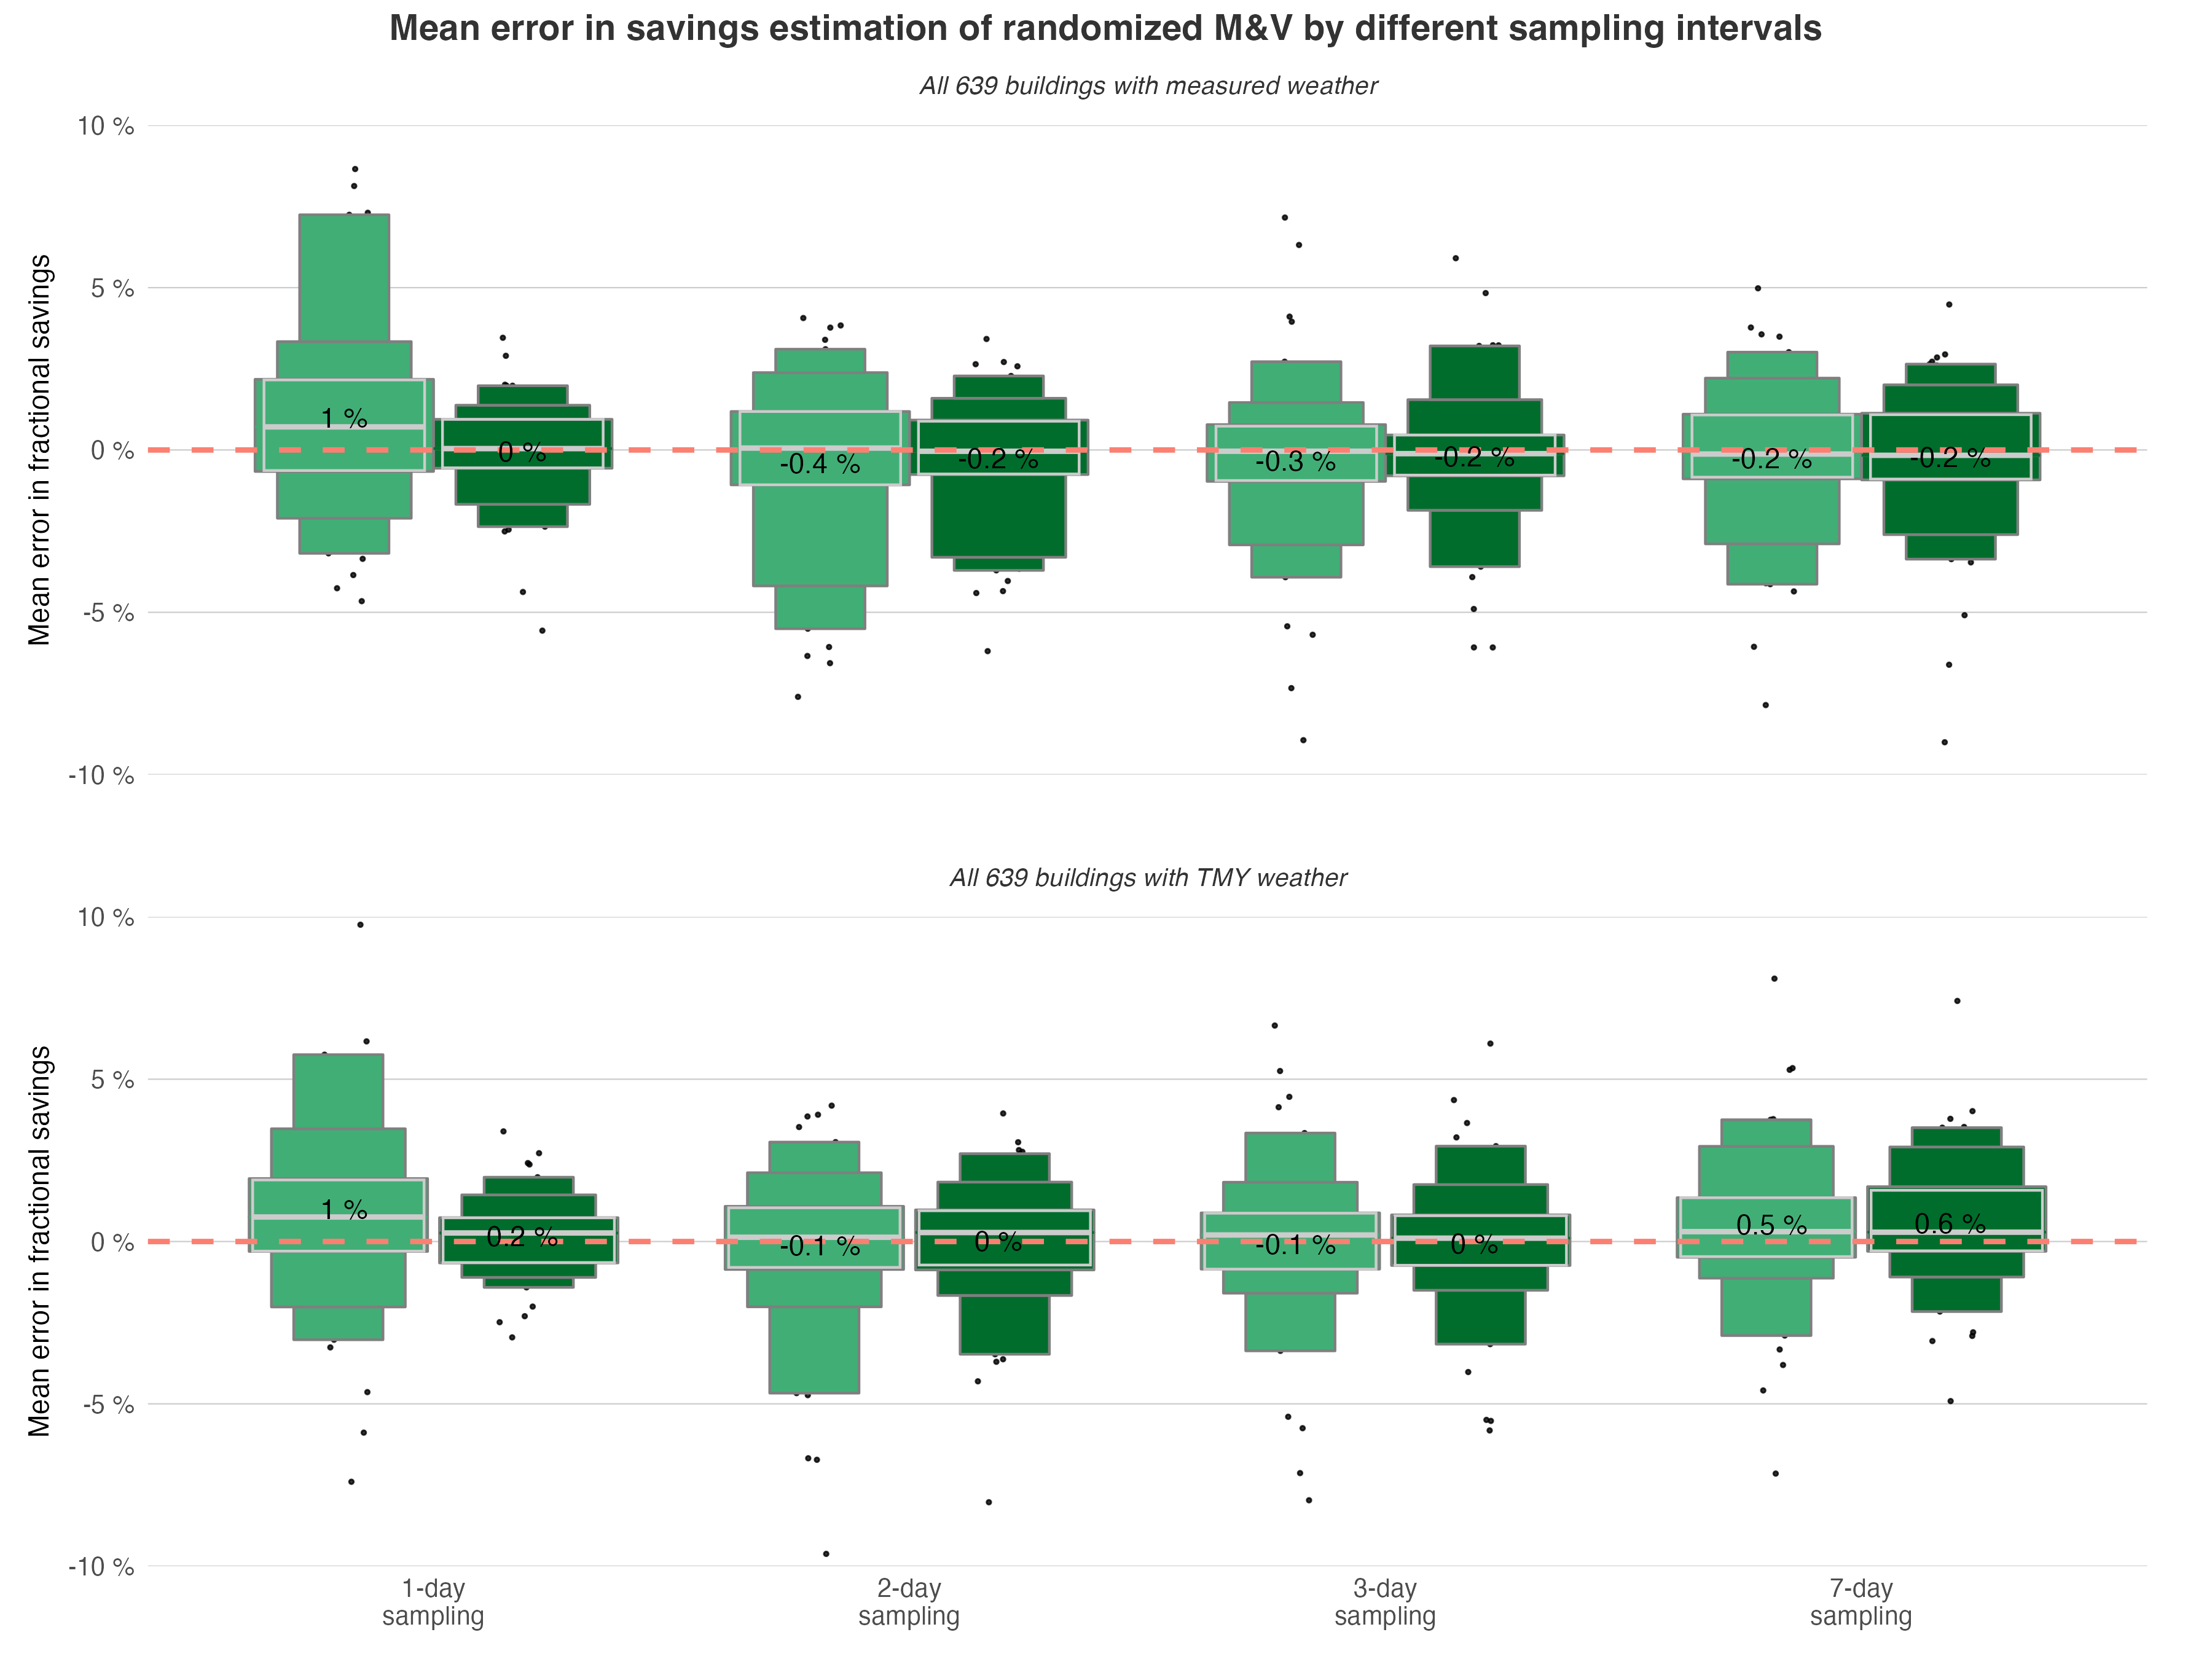 Mean error in savings estimation of randomized M&V by different sampling intervals
All 639 buildings with measured weather
Mean error in fractional savings
10 %
5 %
0 %
-5 %
-10 %
1 %
0 %
-0.4 %
-0.2 %
-0.3 %
-0.2 %
-0.2 %
-0.2 %
All 639 buildings with TMY weather
Mean error in fractional savings
10 %
5 %
0 %
-5 %
-10 %
1 %
0.2 %
-0.1 %
0 %
-0.1 %
0 %
0.5 %
0.6 %
1-day
sampling
2-day
sampling
3-day
sampling
7-day
sampling